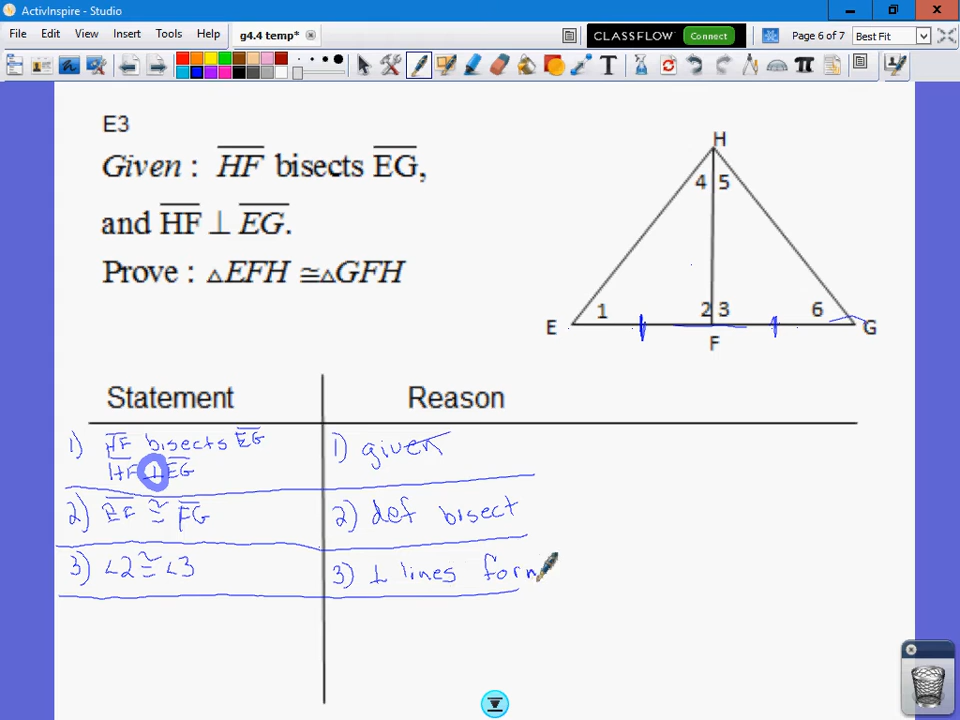 ActivInspire - Studio
File Edit View Insert Tools Help g4.4 temp* CLASSFLOW Connect Page 6 of 7 Best Fit
E3
Given : HF bisects EG,
and HF ⊥ EG.
Prove : △EFH ≅ △GFH
H
4 5
1 2 3 6
E G
F
Statement Reason
1) HF bisects EG 1) given
HF ⊥ EG
2) EF ≅ FG 2) def bisect
3) ∠2 ≅ ∠3 3) ⊥ lines form